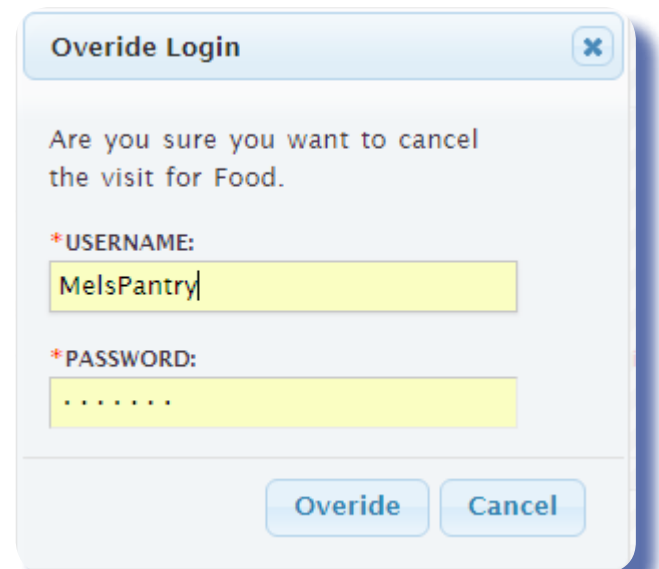 Overide Login
Are you sure you want to cancel
the visit for Food.
*USERNAME:
MelsPantry
*PASSWORD:
.......
Overide Cancel